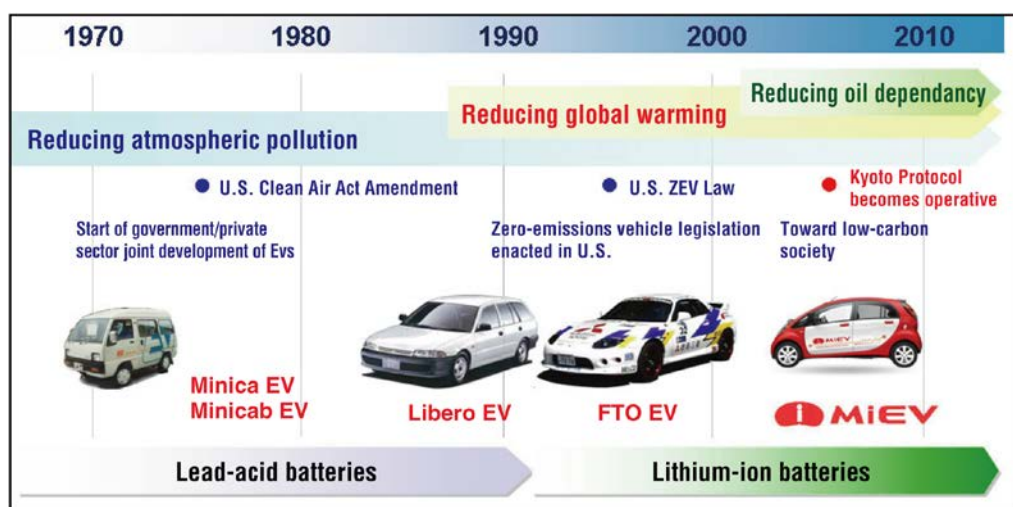 1970 1980 1990 2000 2010
Reducing oil dependancy
Reducing global warming
Reducing atmospheric pollution
U.S. Clean Air Act Amendment
U.S. ZEV Law
Kyoto Protocol
becomes operative
Start of government/private
sector joint development of Evs
Zero-emissions vehicle legislation
enacted in U.S.
Toward low-carbon
society
Minica EV
Minicab EV
Libero EV
FTO EV
i MiEV
Lead-acid batteries
Lithium-ion batteries